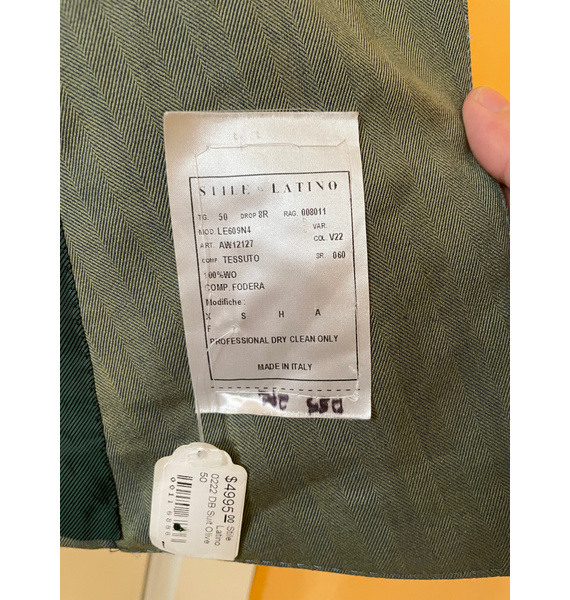 STILE LATINO
TG. 50 DROP 8R RAG. 008011
MOD. LE609N4 VAR.
ART. AW12127 COL. V22
COMP. TESSUTO SR. 060
100%WO
COMP. FODERA
Modifiche :
X S H A
F
PROFESSIONAL DRY CLEAN ONLY
MADE IN ITALY
$4995.00 Stile
Latino
0222 DB Suit Olive
50